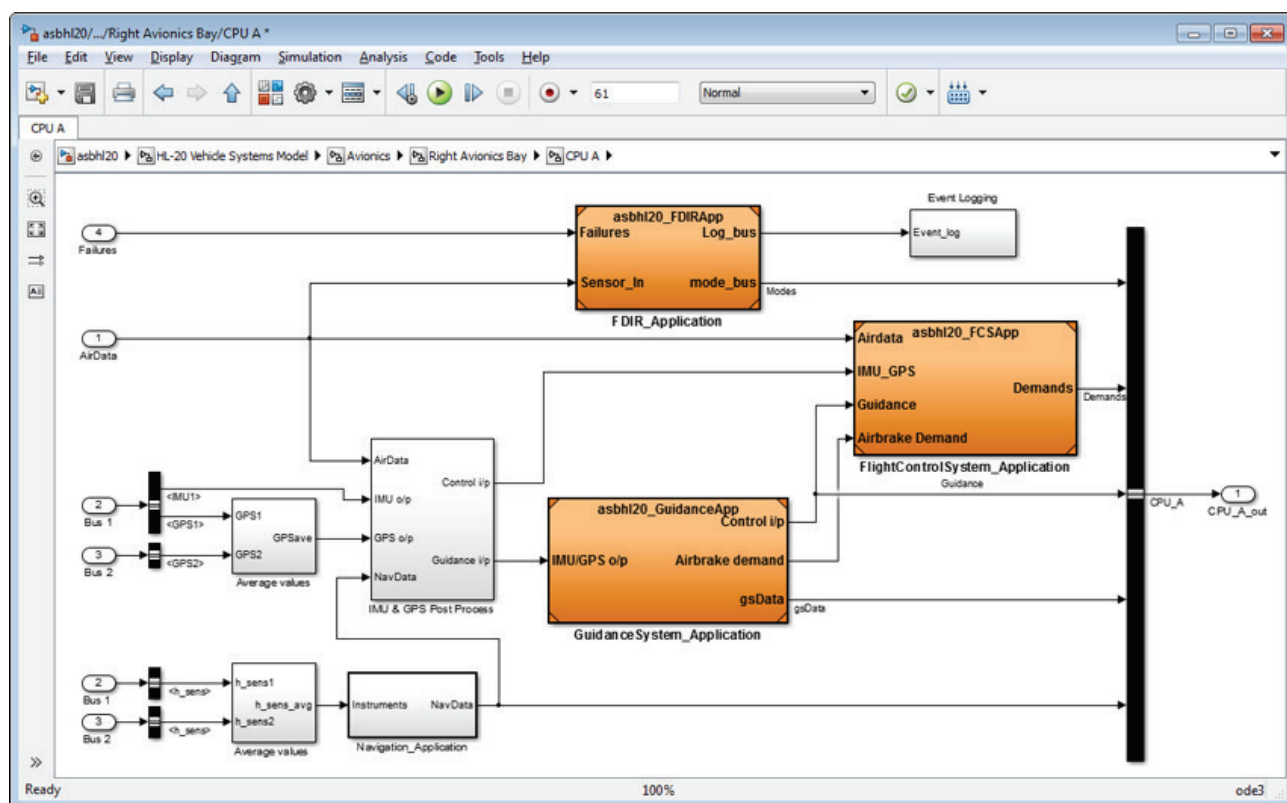 asbhl20/.../Right Avionics Bay/CPU A *
File Edit View Display Diagram Simulation Analysis Code Tools Help
61 Normal
CPU A
asbhl20 HL-20 Vehicle Systems Model Avionics Right Avionics Bay CPU A
Event Logging
asbhl20_FDIRApp
4 Failures Log_bus Event_log
Failures
Sensor_In mode_bus
Modes
FDIR_Application
1 Airdata asbhl20_FCSApp
AirData
IMU_GPS
Demands
Demands
Guidance
AirData Airbrake Demand
Control i/p FlightControlSystem_Application
Guidance
2 <IMU1> IMU o/p asbhl20_GuidanceApp 1
Bus 1 CPU_A CPU_A_out
<GPS1> GPS1 Control i/p
GPSave GPS o/p
3 GPS2 Guidance i/p IMU/GPS o/p Airbrake demand
Bus 2 <GPS2>
Average values NavData
gsData
gsData
IMU & GPS Post Process
GuidanceSystem_Application
2 h_sens1
Bus 1 <h_sens>
h_sens_avg Instruments NavData
3 h_sens2
Bus 2 <h_sens>
Average values Navigation_Application
Ready 100% ode3